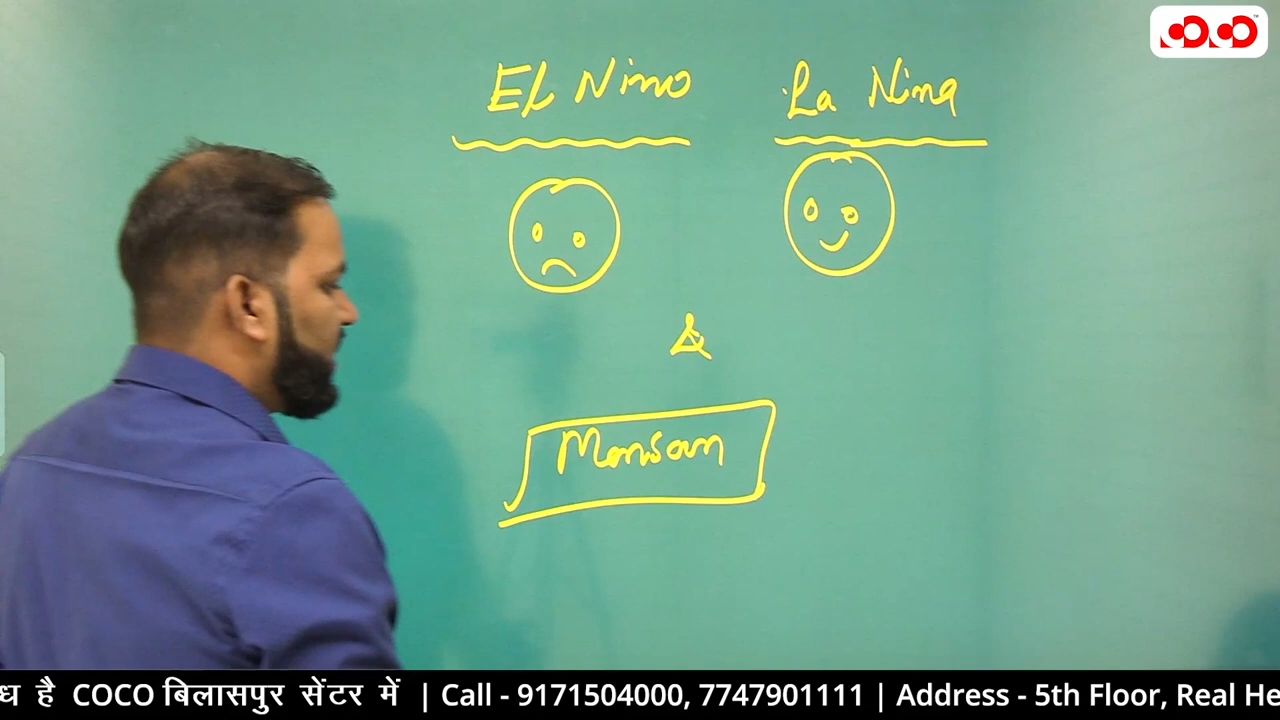 El Nino La Nina
&
Monsoon
ध है COCO बिलासपुर सेंटर में | Call - 9171504000, 7747901111 | Address - 5th Floor, Real He